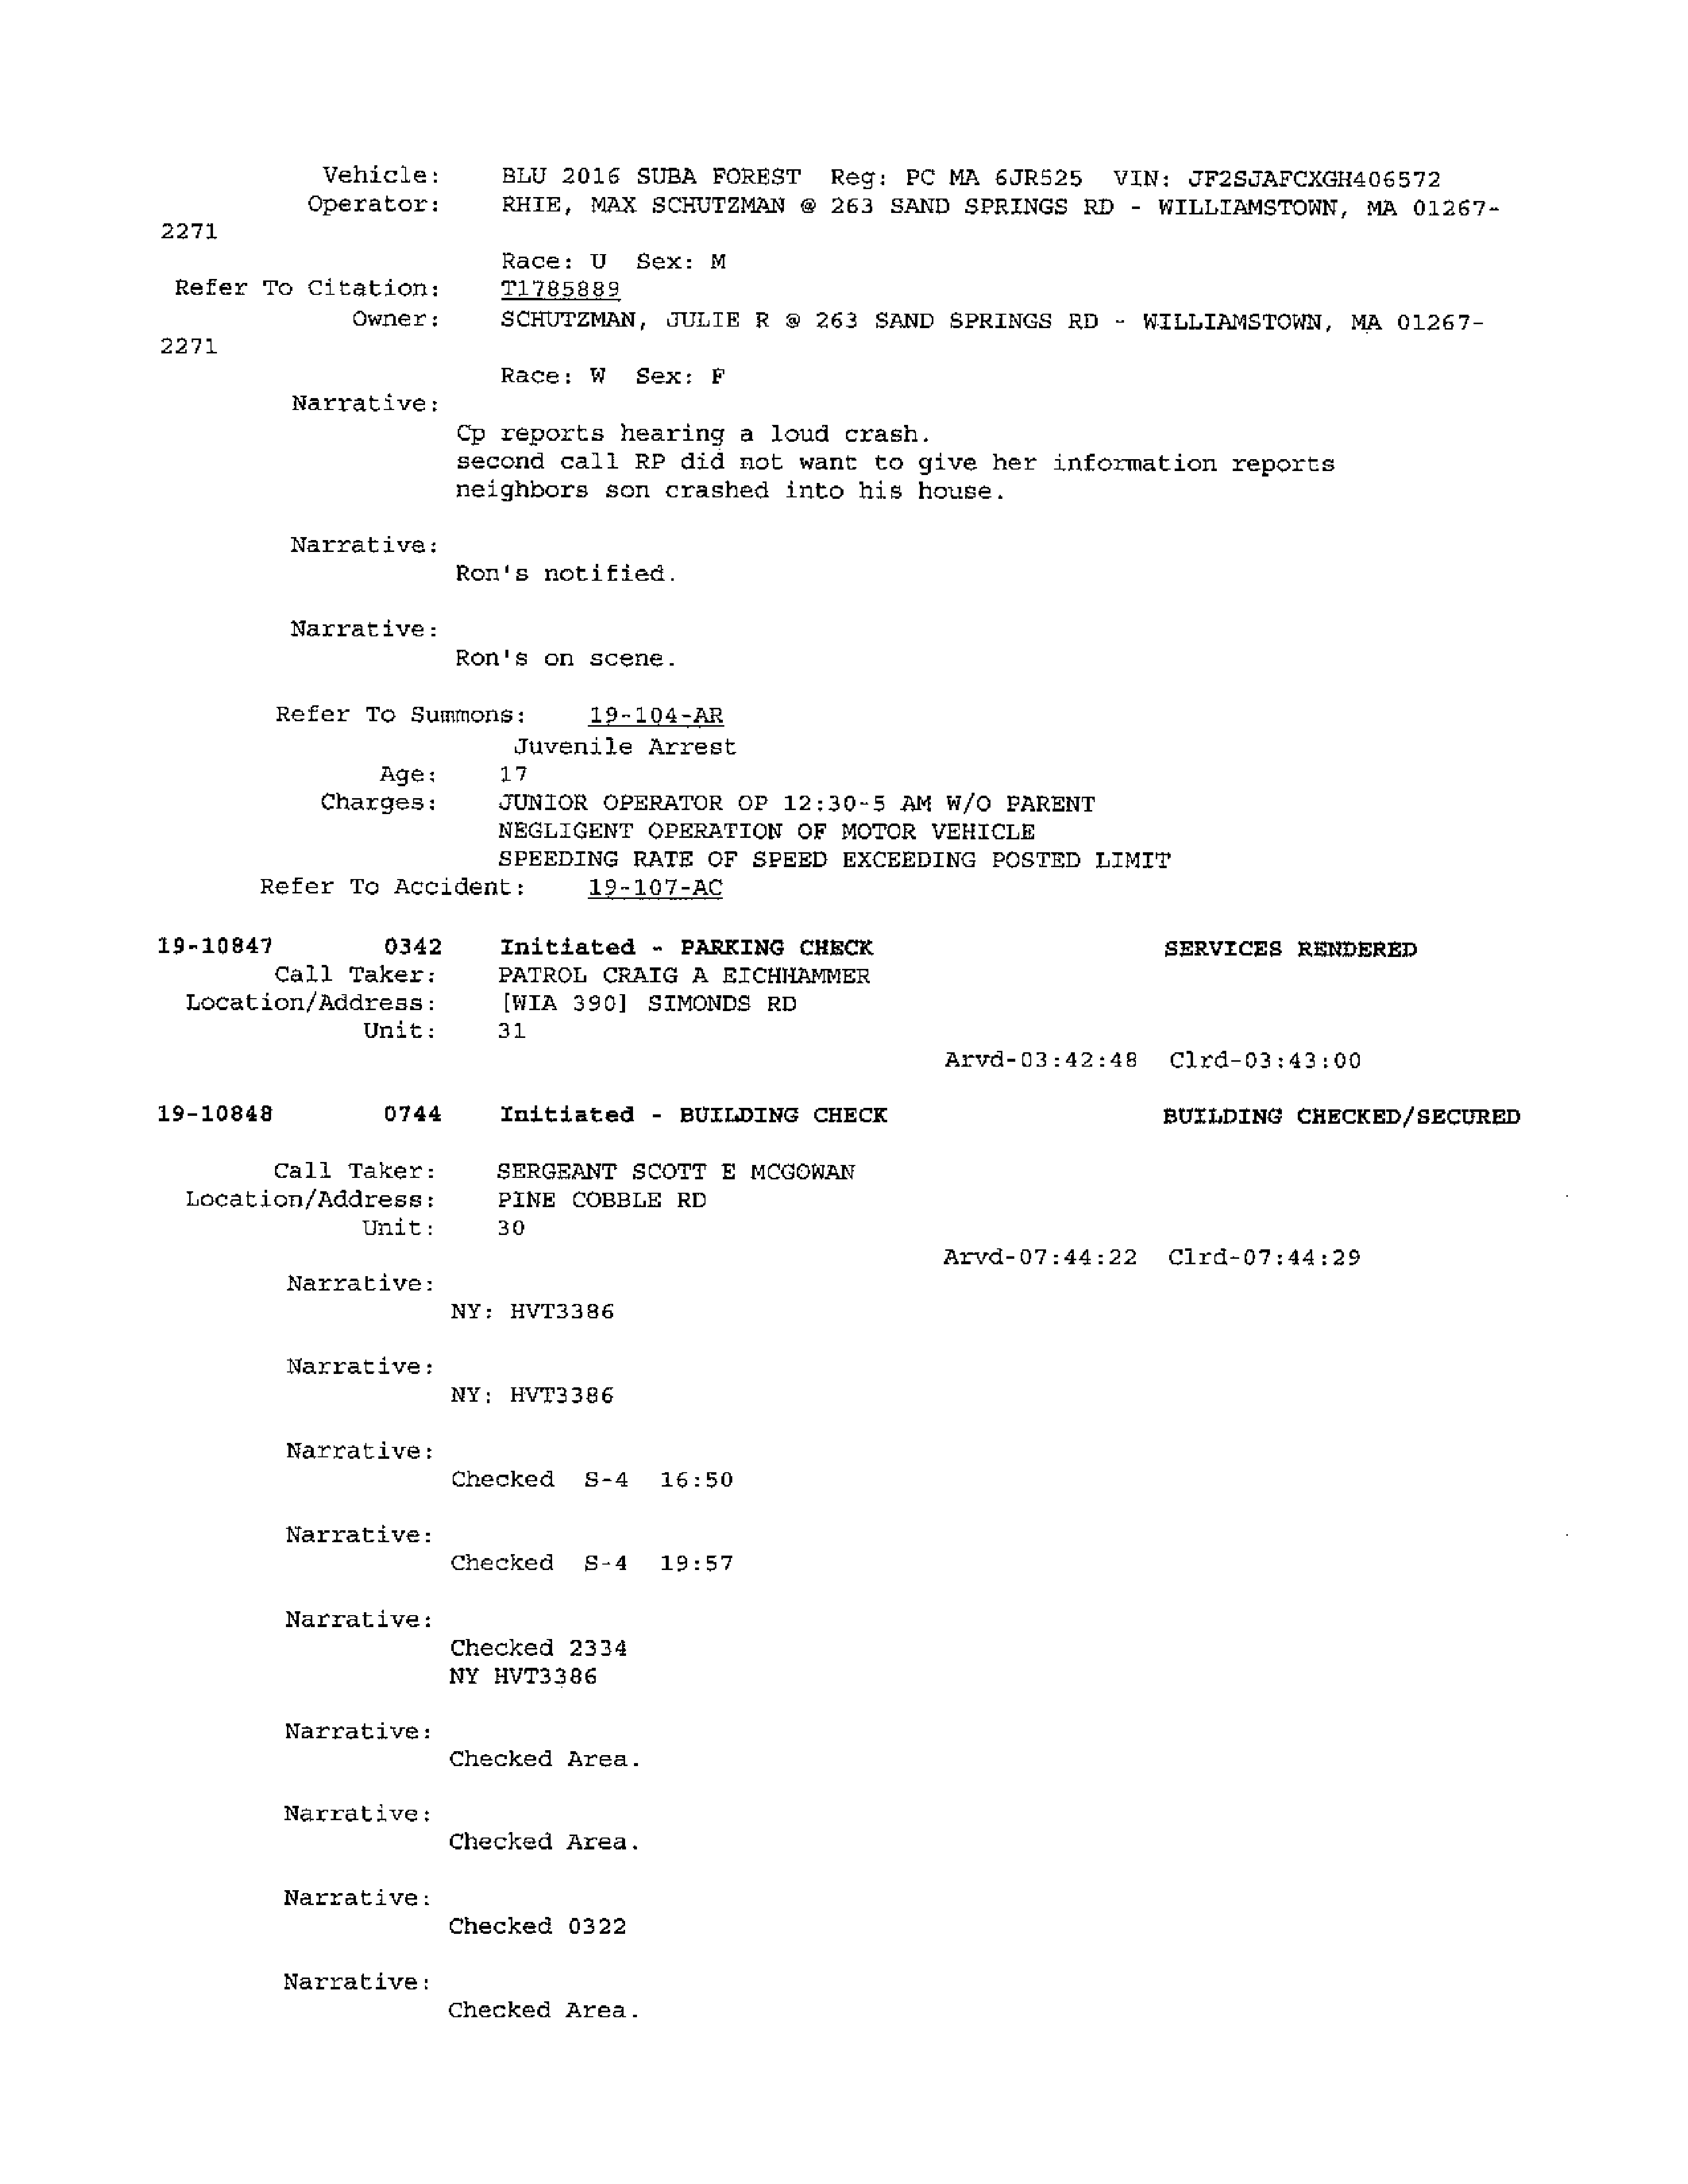 Vehicle: BLU 2016 SUBA FOREST Reg: PC MA 6JR525 VIN: JF2SJAFCXGH406572
Operator: RHIE, MAX SCHUTZMAN @ 263 SAND SPRINGS RD - WILLIAMSTOWN, MA 01267-
2271
Race: U Sex: M
Refer To Citation: T1785889
Owner: SCHUTZMAN, JULIE R @ 263 SAND SPRINGS RD - WILLIAMSTOWN, MA 01267-
2271
Race: W Sex: F
Narrative:
Cp reports hearing a loud crash.
second call RP did not want to give her information reports
neighbors son crashed into his house.
Narrative:
Ron's notified.
Narrative:
Ron's on scene.
Refer To Summons: 19-104-AR
Juvenile Arrest
Age: 17
Charges: JUNIOR OPERATOR OP 12:30-5 AM W/O PARENT
NEGLIGENT OPERATION OF MOTOR VEHICLE
SPEEDING RATE OF SPEED EXCEEDING POSTED LIMIT
Refer To Accident: 19-107-AC
19-10847 0342 Initiated - PARKING CHECK SERVICES RENDERED
Call Taker: PATROL CRAIG A EICHHAMMER
Location/Address: [WIA 390] SIMONDS RD
Unit: 31
Arvd-03:42:48 Clrd-03:43:00
19-10848 0744 Initiated - BUILDING CHECK BUILDING CHECKED/SECURED
Call Taker: SERGEANT SCOTT E MCGOWAN
Location/Address: PINE COBBLE RD
Unit: 30
Arvd-07:44:22 Clrd-07:44:29
Narrative:
NY: HVT3386
Narrative:
NY: HVT3386
Narrative:
Checked S-4 16:50
Narrative:
Checked S-4 19:57
Narrative:
Checked 2334
NY HVT3386
Narrative:
Checked Area.
Narrative:
Checked Area.
Narrative:
Checked 0322
Narrative:
Checked Area.